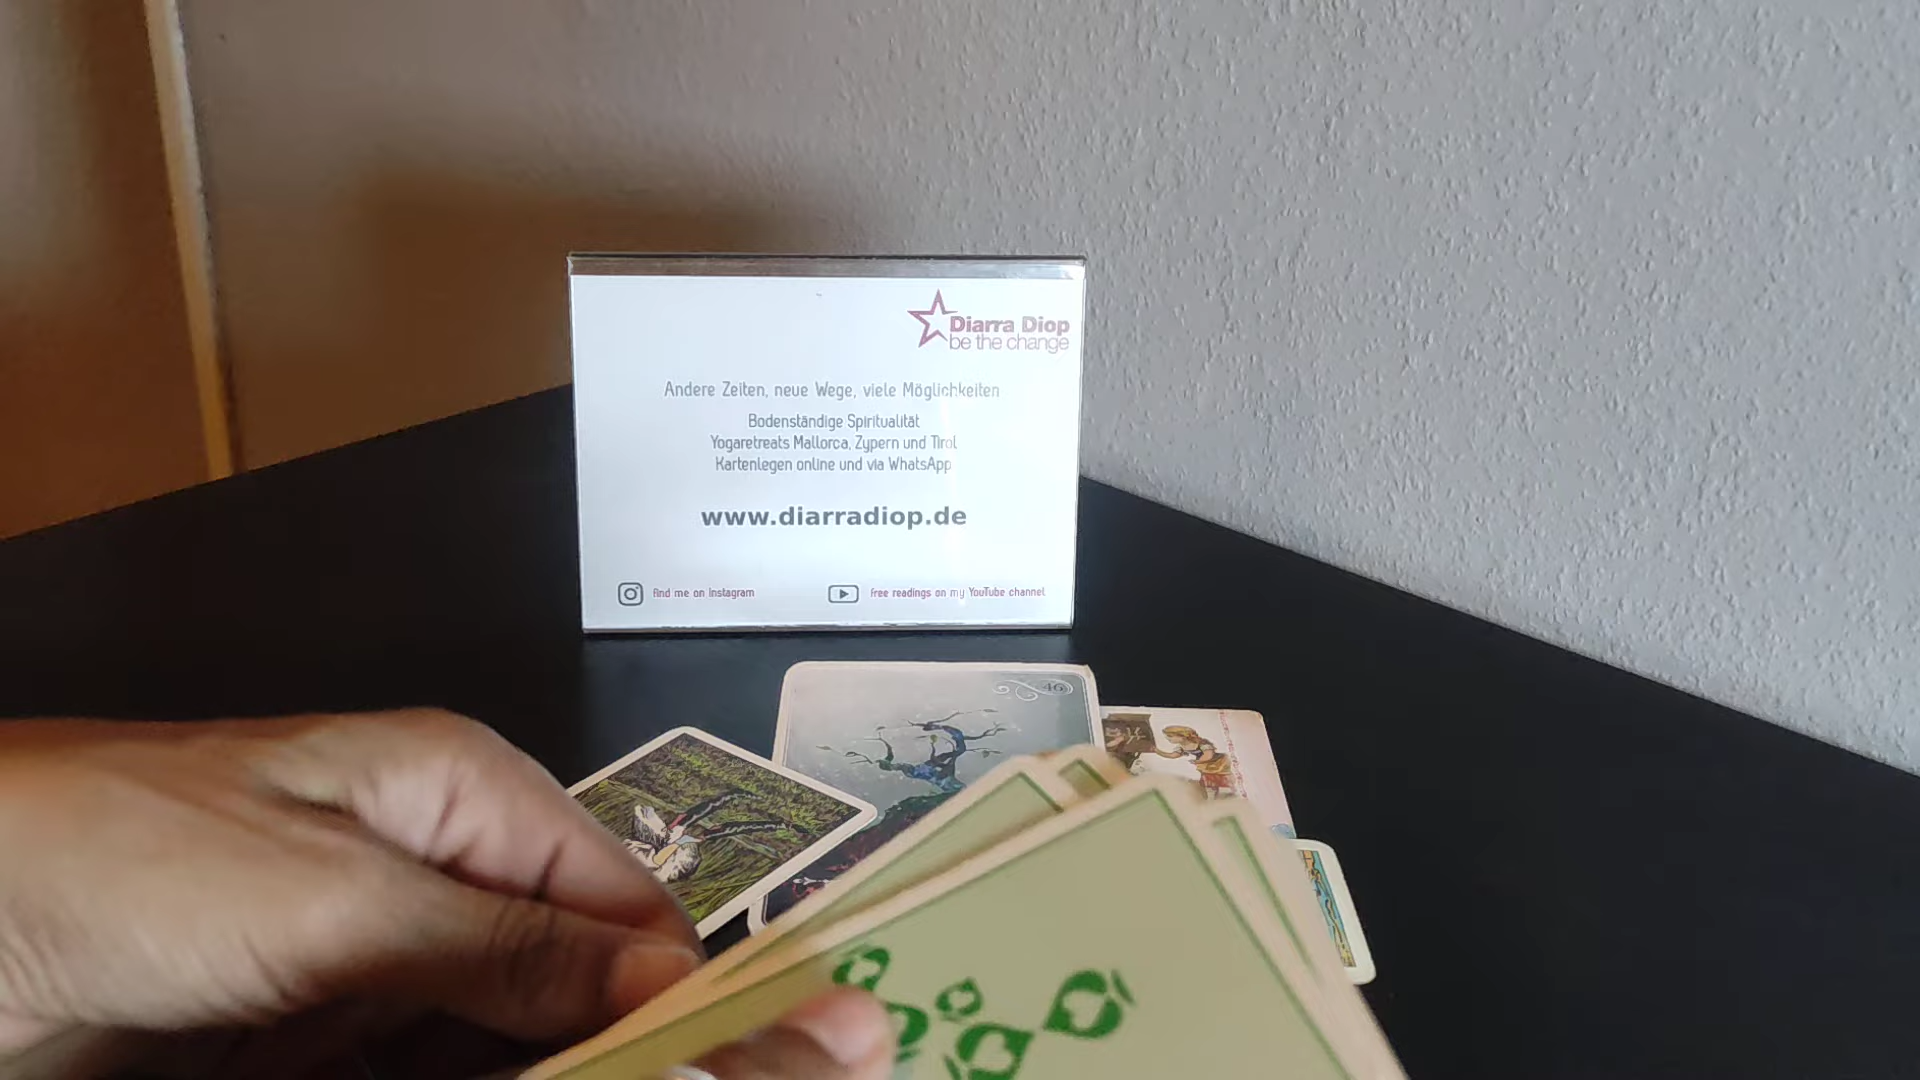 Diarra Diop
be the change
Andere Zeiten, neue Wege, viele Möglichkeiten
Bodenständige Spiritualität
Yogaretreats Mallorca, Zypern und Tirol
Kartenlegen online und via WhatsApp
www.diarradiop.de
find me on Instagram
free readings on my YouTube channel
46